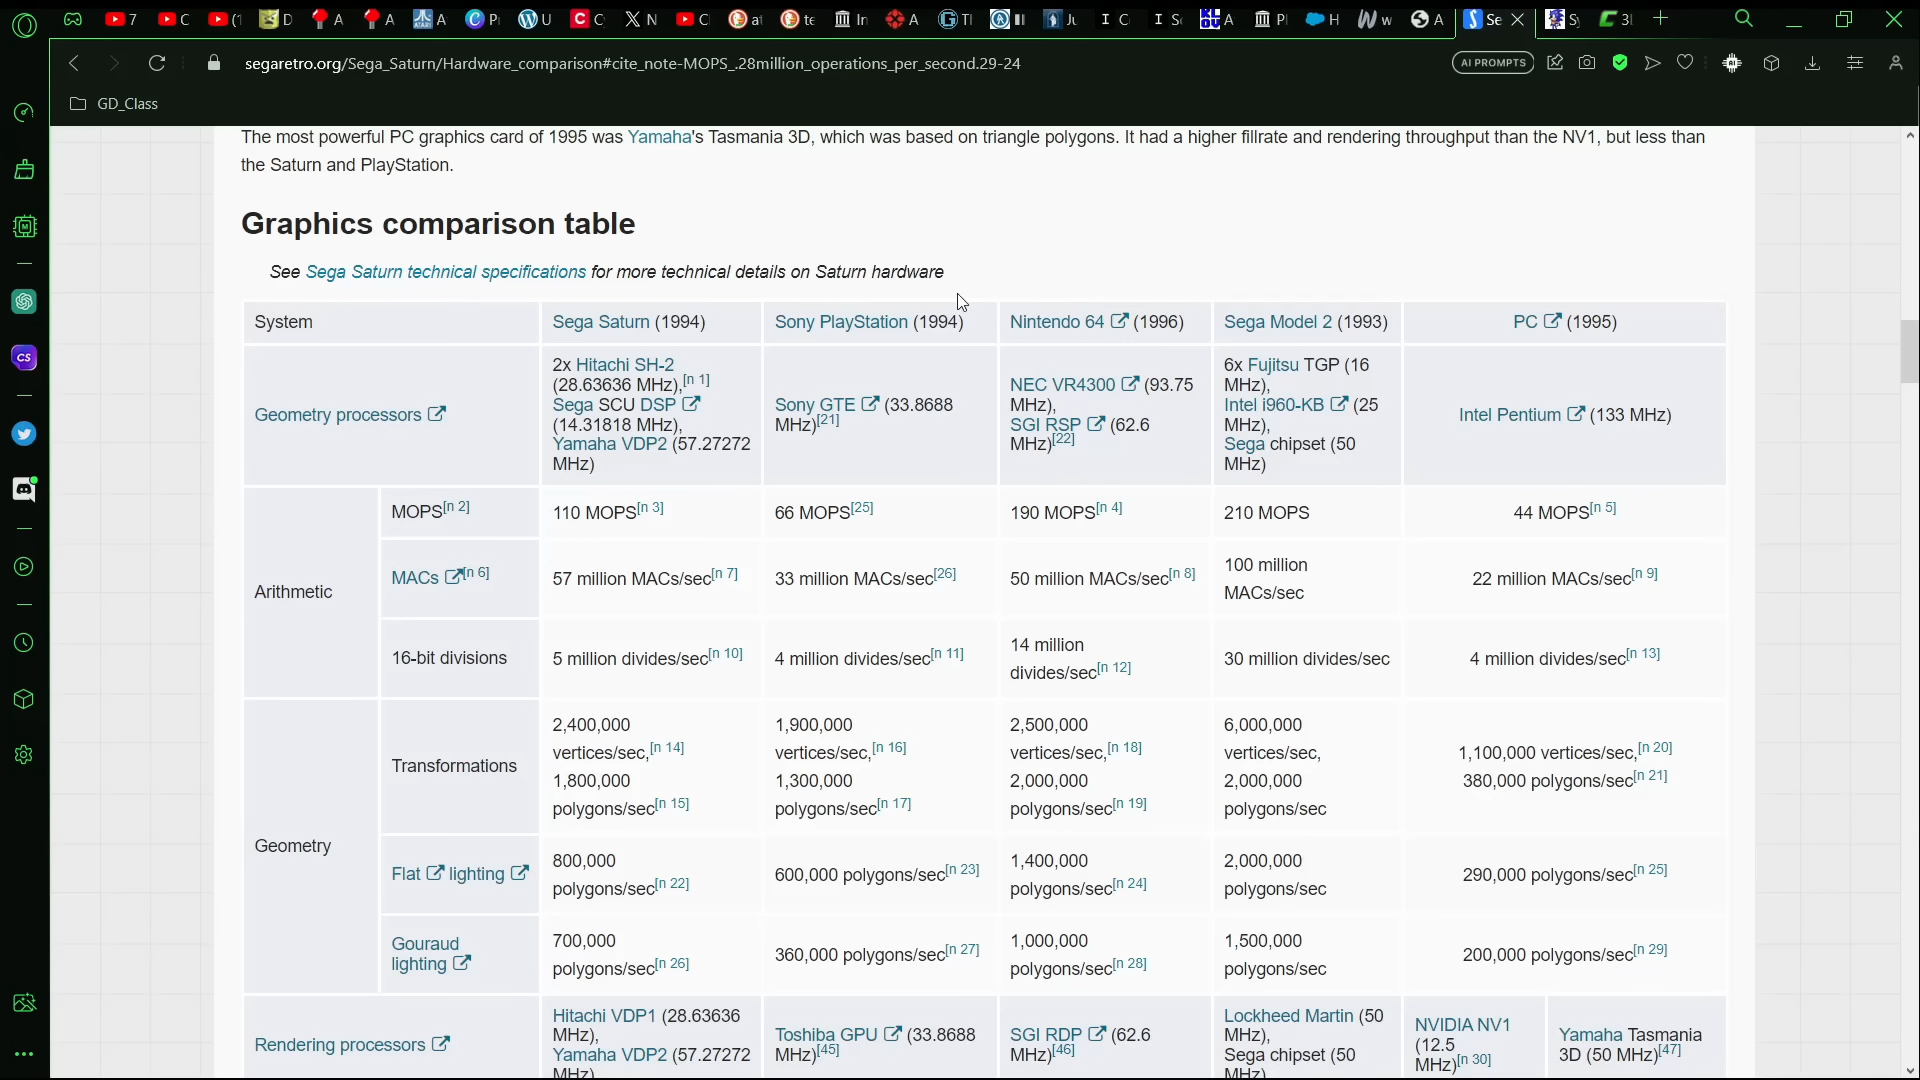 7
C
(1
D
A
A
A
P
U
C
X N
C
a
te
In
A
TI
II
Ju
I C
I S
A
Pl
H
W w
A
Se
Sy
3I
segaretro.org/Sega_Saturn/Hardware_comparison#cite_note-MOPS_.28million_operations_per_second.29-24
AI PROMPTS
GD_Class
The most powerful PC graphics card of 1995 was Yamaha's Tasmania 3D, which was based on triangle polygons. It had a higher fillrate and rendering throughput than the NV1, but less than
the Saturn and PlayStation.
Graphics comparison table
See Sega Saturn technical specifications for more technical details on Saturn hardware
System
Sega Saturn (1994)
Sony PlayStation (1994)
Nintendo 64 (1996)
Sega Model 2 (1993)
PC (1995)
Geometry processors
2x Hitachi SH-2
(28.63636 MHz),[n 1]
Sega SCU DSP
(14.31818 MHz),
Yamaha VDP2 (57.27272
MHz)
Sony GTE (33.8688
MHz)[21]
NEC VR4300 (93.75
MHz),
SGI RSP (62.6
MHz)[22]
6x Fujitsu TGP (16
MHz),
Intel i960-KB (25
MHz),
Sega chipset (50
MHz)
Intel Pentium (133 MHz)
Arithmetic
MOPS[n 2]
110 MOPS[n 3]
66 MOPS[25]
190 MOPS[n 4]
210 MOPS
44 MOPS[n 5]
MACs [n 6]
57 million MACs/sec[n 7]
33 million MACs/sec[26]
50 million MACs/sec[n 8]
100 million
MACs/sec
22 million MACs/sec[n 9]
16-bit divisions
5 million divides/sec[n 10]
4 million divides/sec[n 11]
14 million
divides/sec[n 12]
30 million divides/sec
4 million divides/sec[n 13]
Geometry
Transformations
2,400,000
vertices/sec,[n 14]
1,800,000
polygons/sec[n 15]
1,900,000
vertices/sec,[n 16]
1,300,000
polygons/sec[n 17]
2,500,000
vertices/sec,[n 18]
2,000,000
polygons/sec[n 19]
6,000,000
vertices/sec,
2,000,000
polygons/sec
1,100,000 vertices/sec,[n 20]
380,000 polygons/sec[n 21]
Flat lighting
800,000
polygons/sec[n 22]
600,000 polygons/sec[n 23]
1,400,000
polygons/sec[n 24]
2,000,000
polygons/sec
290,000 polygons/sec[n 25]
Gouraud
lighting
700,000
polygons/sec[n 26]
360,000 polygons/sec[n 27]
1,000,000
polygons/sec[n 28]
1,500,000
polygons/sec
200,000 polygons/sec[n 29]
Rendering processors
Hitachi VDP1 (28.63636
MHz),
Yamaha VDP2 (57.27272
MHz)
Toshiba GPU (33.8688
MHz)[45]
SGI RDP (62.6
MHz)[46]
Lockheed Martin (50
MHz),
Sega chipset (50
MHz)
NVIDIA NV1
(12.5
MHz)[n 30]
Yamaha Tasmania
3D (50 MHz)[47]